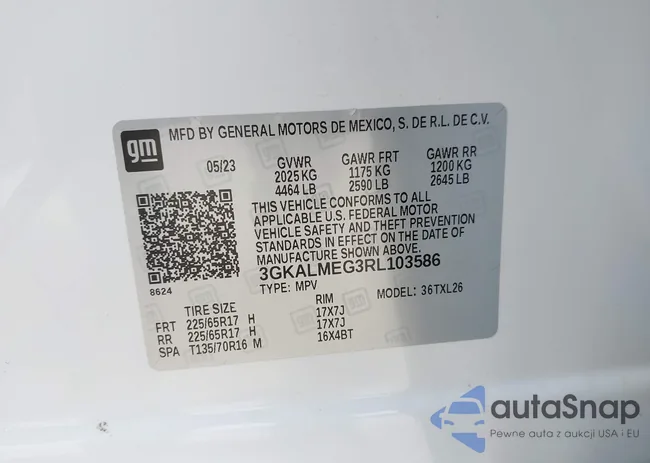 gm
MFD BY GENERAL MOTORS DE MEXICO, S. DE R.L. DE C.V.
05/23 GVWR GAWR FRT GAWR RR
2025 KG 1175 KG 1200 KG
4464 LB 2590 LB 2645 LB
THIS VEHICLE CONFORMS TO ALL
APPLICABLE U.S. FEDERAL MOTOR
VEHICLE SAFETY AND THEFT PREVENTION
STANDARDS IN EFFECT ON THE DATE OF
MANUFACTURE SHOWN ABOVE.
3GKALMEG3RL103586
8624 TYPE: MPV MODEL: 36TXL26
TIRE SIZE RIM
FRT 225/65R17 H 17X7J
RR 225/65R17 H 17X7J
SPA T135/70R16 M 16X4BT
autaSnap
Pewne auta z aukcji USA i EU